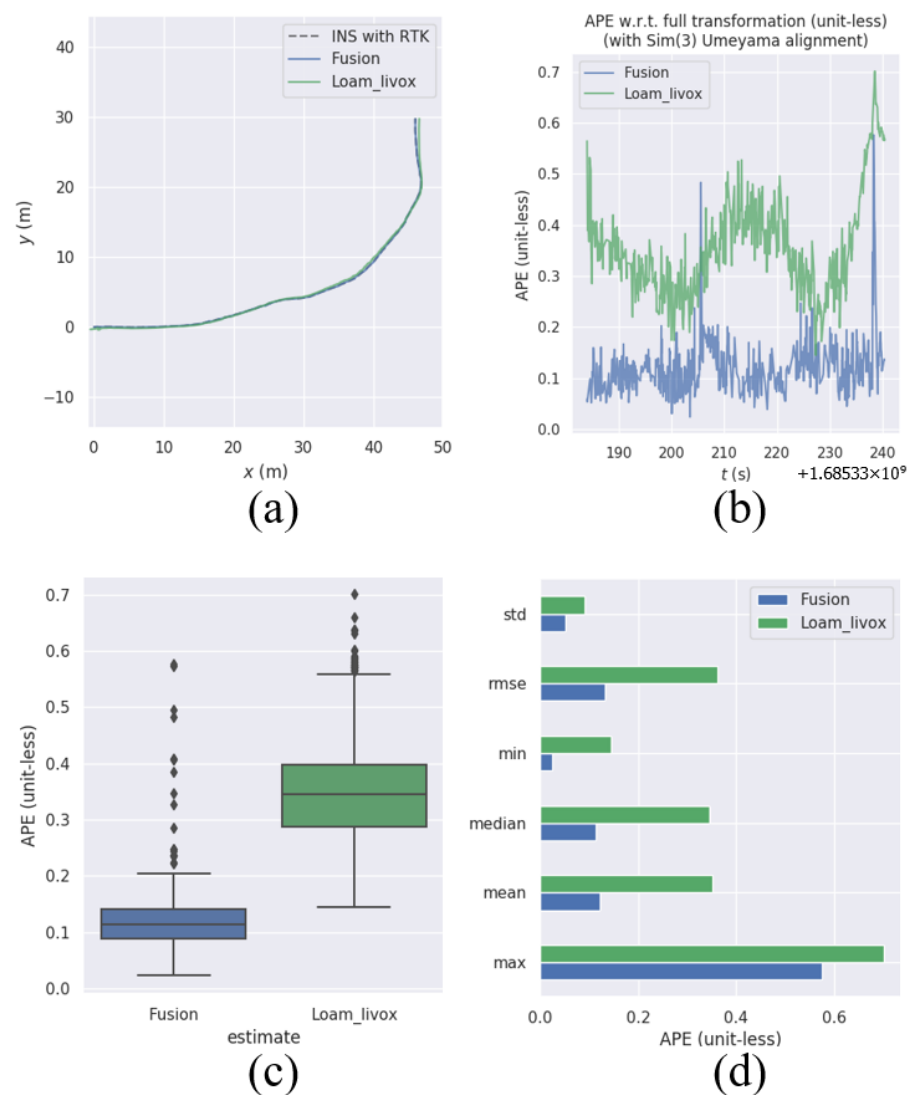 INS with RTK
Fusion
Loam_livox
40
30
20
10
0
−10
y (m)
0 10 20 30 40 50
x (m)
(a)
APE w.r.t. full transformation (unit-less)
(with Sim(3) Umeyama alignment)
Fusion
Loam_livox
0.7
0.6
0.5
0.4
0.3
0.2
0.1
0.0
APE (unit-less)
190 200 210 220 230 240
t (s)
+1.68533×10⁹
(b)
0.7
0.6
0.5
0.4
0.3
0.2
0.1
0.0
APE (unit-less)
Fusion Loam_livox
estimate
(c)
Fusion
Loam_livox
std
rmse
min
median
mean
max
0.0 0.2 0.4 0.6
APE (unit-less)
(d)